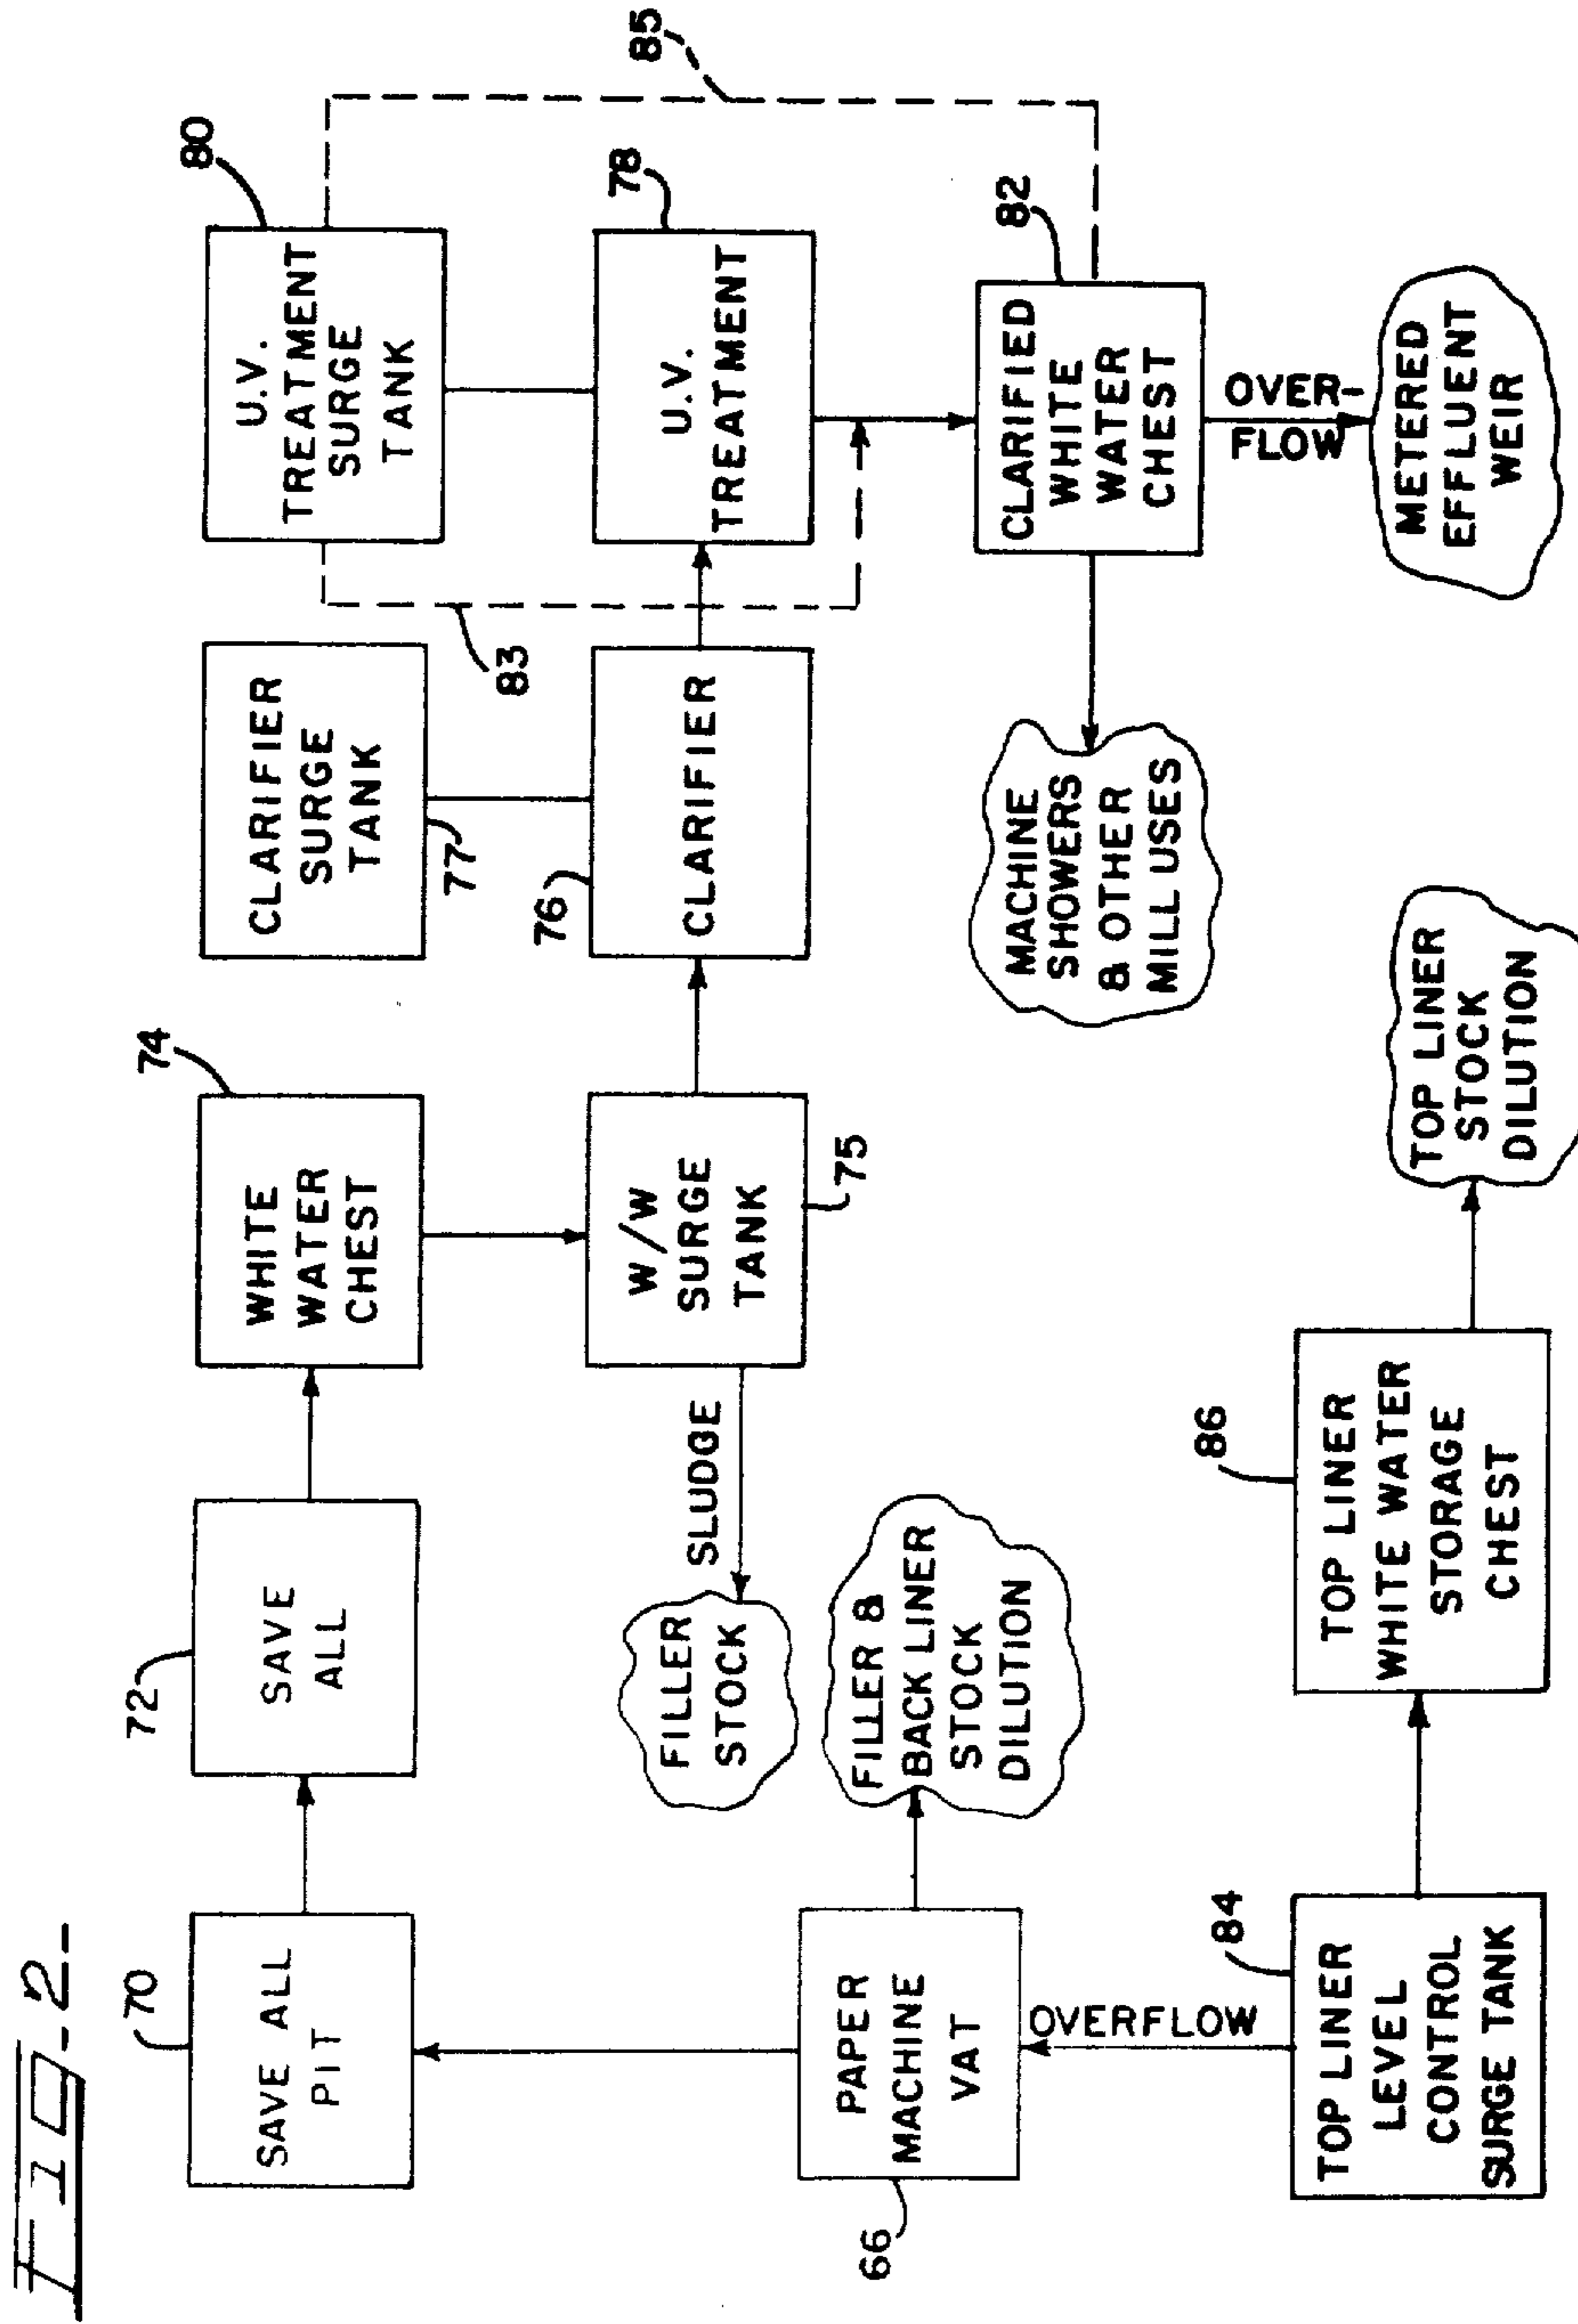 FIG-2-
70
SAVE ALL
PIT
72
SAVE
ALL
74
WHITE
WATER
CHEST
CLARIFIER
SURGE
TANK
77
80
U.V.
TREATMENT
SURGE
TANK
83
85
SLUDGE
FILLER
STOCK
W/W
SURGE
TANK
75
76
CLARIFIER
78
U.V.
TREATMENT
66
PAPER
MACHINE
VAT
FILLER &
BACK LINER
STOCK
DILUTION
MACHINE
SHOWERS
& OTHER
MILL USES
82
CLARIFIED
WHITE
WATER
CHEST
OVERFLOW
OVER-
FLOW
84
TOP LINER
LEVEL
CONTROL
SURGE TANK
86
TOP LINER
WHITE WATER
STORAGE
CHEST
TOP LINER
STOCK
DILUTION
METERED
EFFLUENT
WEIR